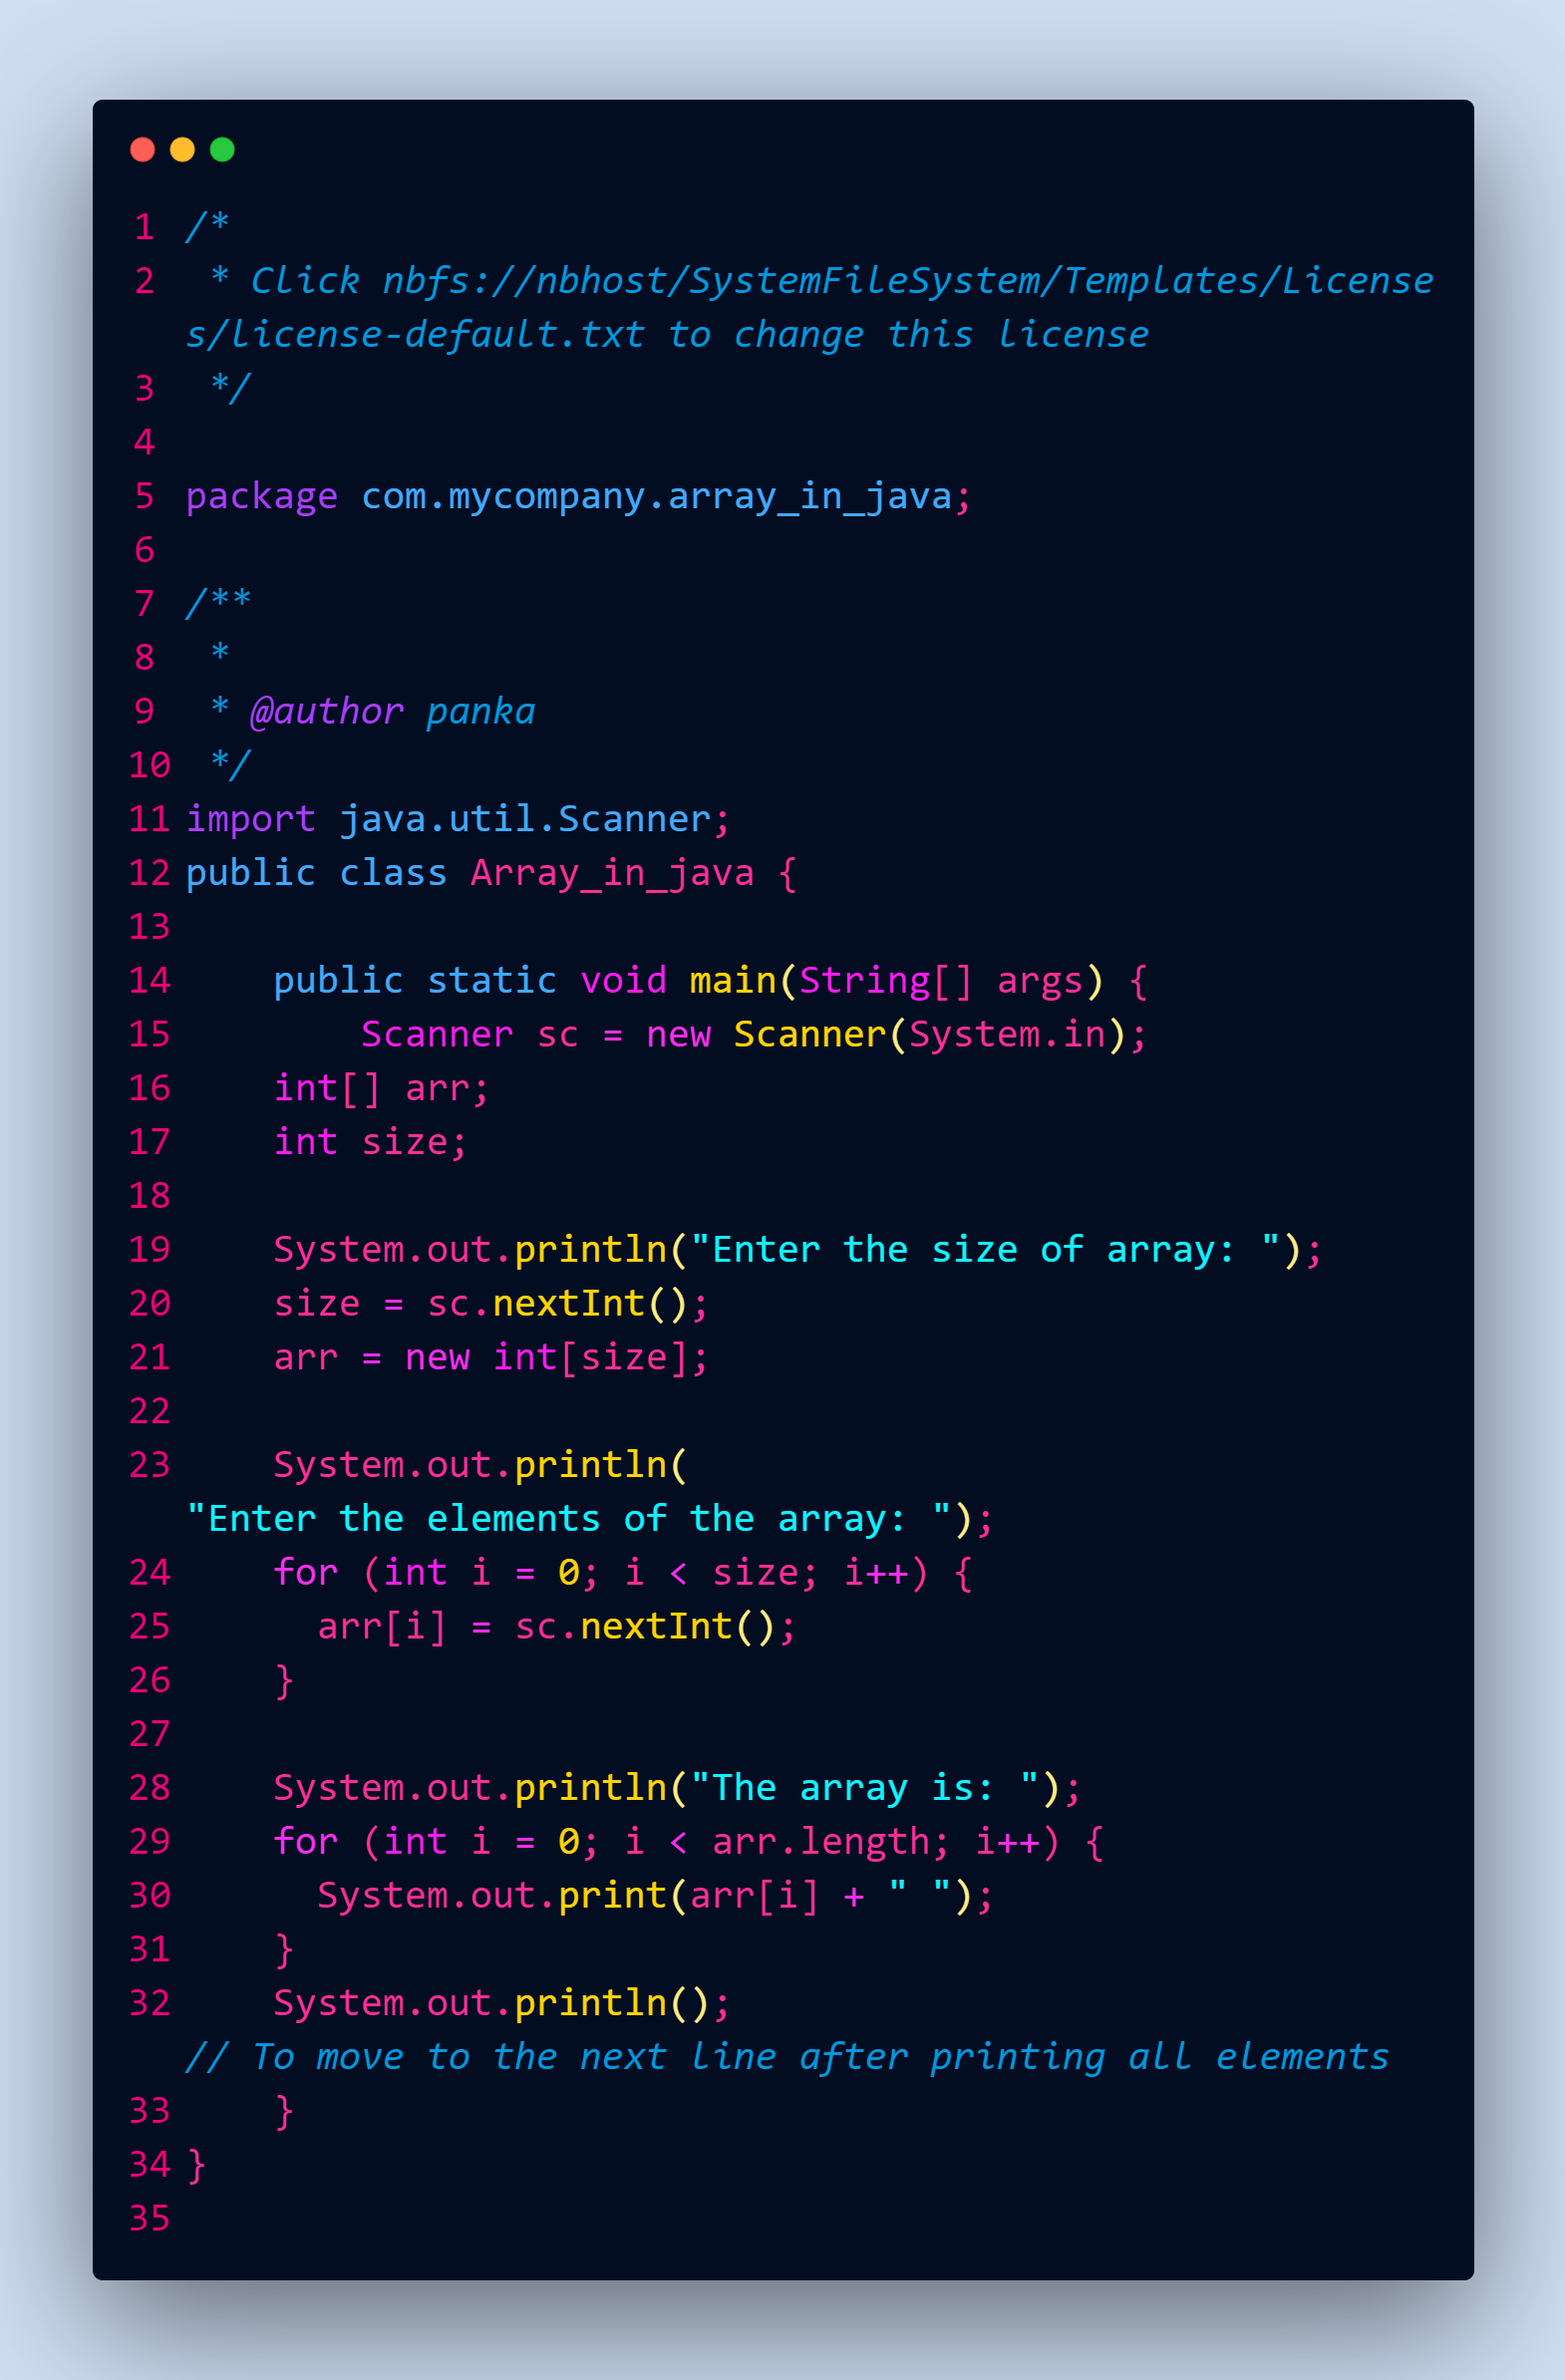 1 /*
2  * Click nbfs://nbhost/SystemFileSystem/Templates/License
s/license-default.txt to change this license
3  */
4
5 package com.mycompany.array_in_java;
6
7 /**
8  *
9  * @author panka
10  */
11 import java.util.Scanner;
12 public class Array_in_java {
13
14     public static void main(String[] args) {
15         Scanner sc = new Scanner(System.in);
16     int[] arr;
17     int size;
18
19     System.out.println("Enter the size of array: ");
20     size = sc.nextInt();
21     arr = new int[size];
22
23     System.out.println(
"Enter the elements of the array: ");
24     for (int i = 0; i < size; i++) {
25       arr[i] = sc.nextInt();
26     }
27
28     System.out.println("The array is: ");
29     for (int i = 0; i < arr.length; i++) {
30       System.out.print(arr[i] + " ");
31     }
32     System.out.println();
// To move to the next line after printing all elements
33     }
34 }
35